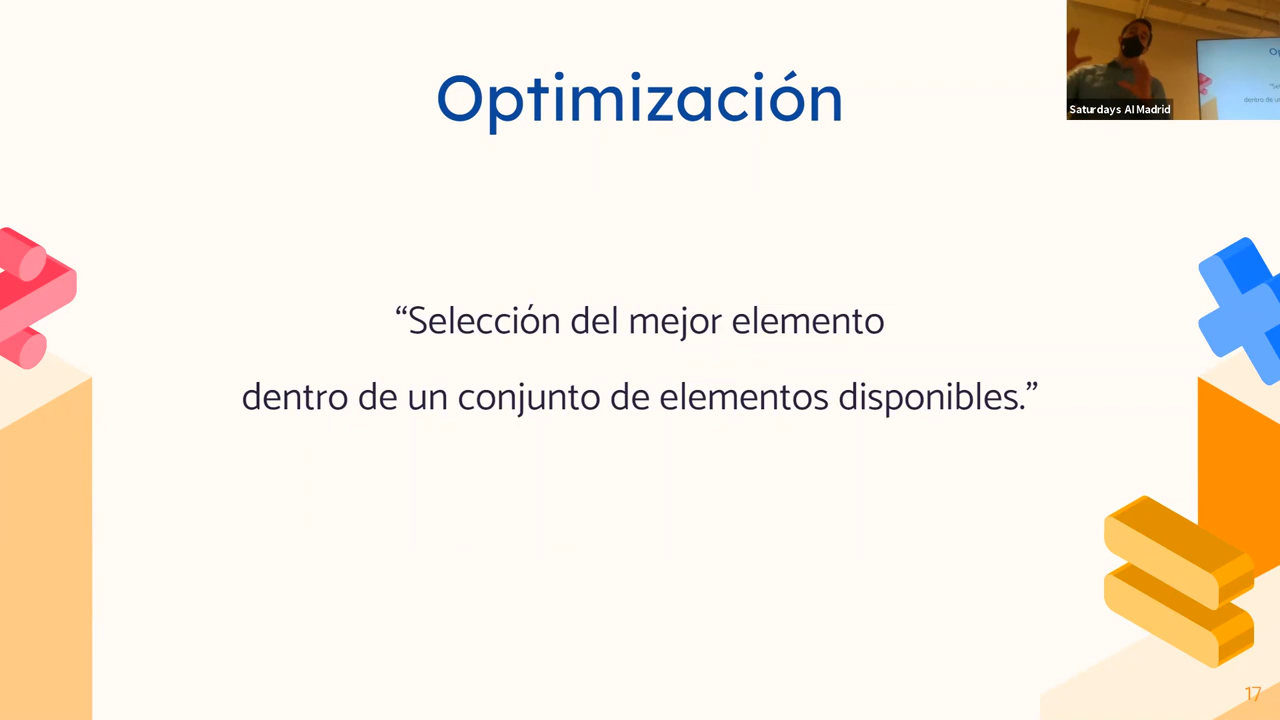 Optimización
Saturdays AI Madrid
“Selección del mejor elemento
dentro de un conjunto de elementos disponibles.”
17